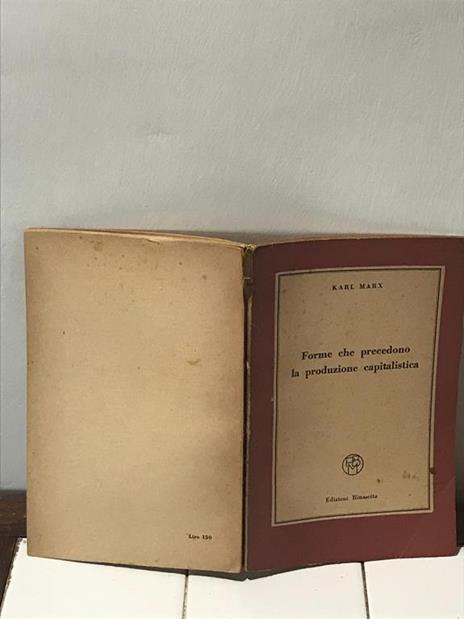 KARL MARX
Forme che precedono
la produzione capitalistica
Edizioni Rinascita
Lire 150